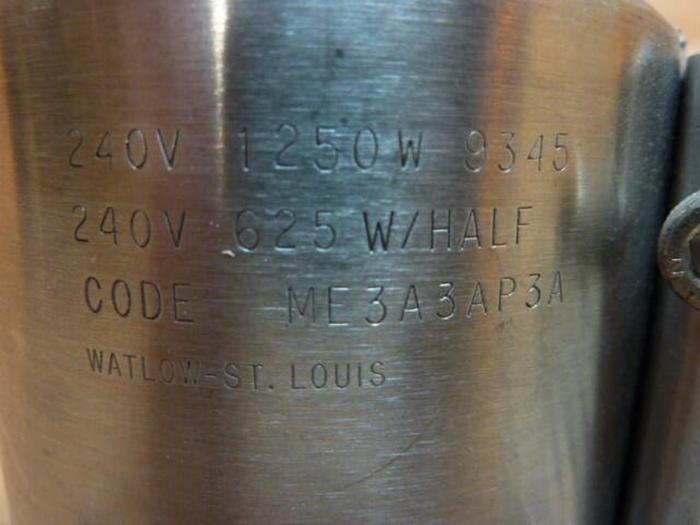 240V 1250W 9345
240V 625 W/HALF
CODE ME3A3AP3A
WATLOW-ST. LOUIS